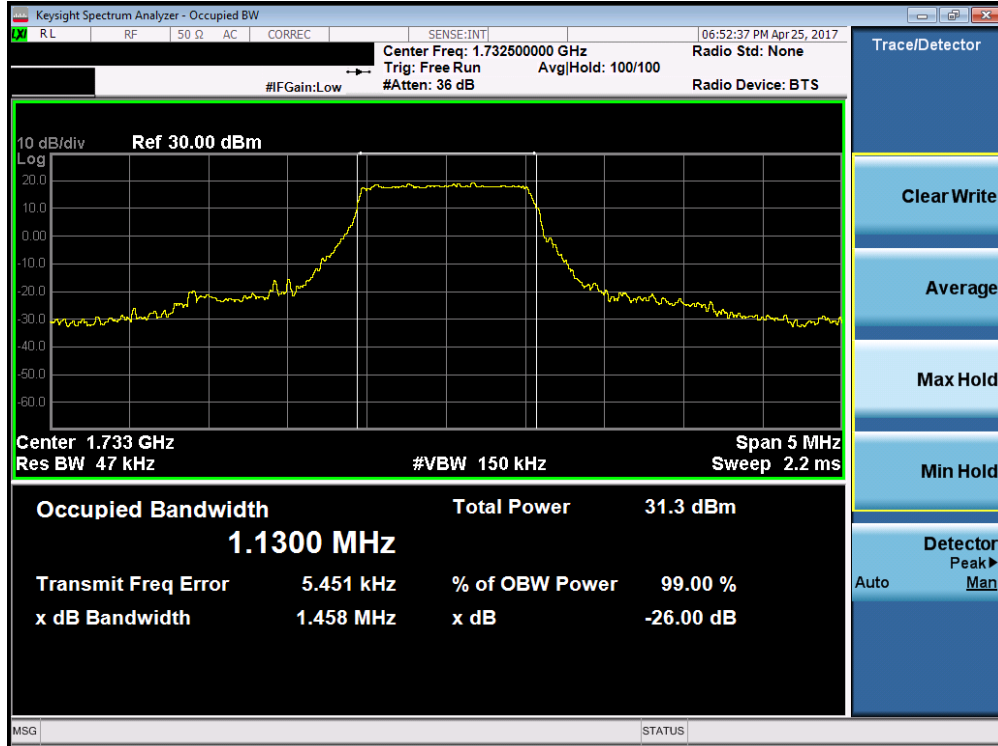 Keysight Spectrum Analyzer - Occupied BW
LXI RL RF 50 Ω AC CORREC SENSE:INT 06:52:37 PM Apr 25, 2017
Center Freq: 1.732500000 GHz Radio Std: None
Trig: Free Run Avg|Hold: 100/100
#IFGain:Low #Atten: 36 dB Radio Device: BTS
Trace/Detector
10 dB/div Ref 30.00 dBm
Log
20.0
10.0
0.00
-10.0
-20.0
-30.0
-40.0
-50.0
-60.0
Center 1.733 GHz Span 5 MHz
Res BW 47 kHz #VBW 150 kHz Sweep 2.2 ms
Occupied Bandwidth Total Power 31.3 dBm
1.1300 MHz
Transmit Freq Error 5.451 kHz % of OBW Power 99.00 %
x dB Bandwidth 1.458 MHz x dB -26.00 dB
Clear Write
Average
Max Hold
Min Hold
Detector
Peak▶
Auto Man
MSG STATUS